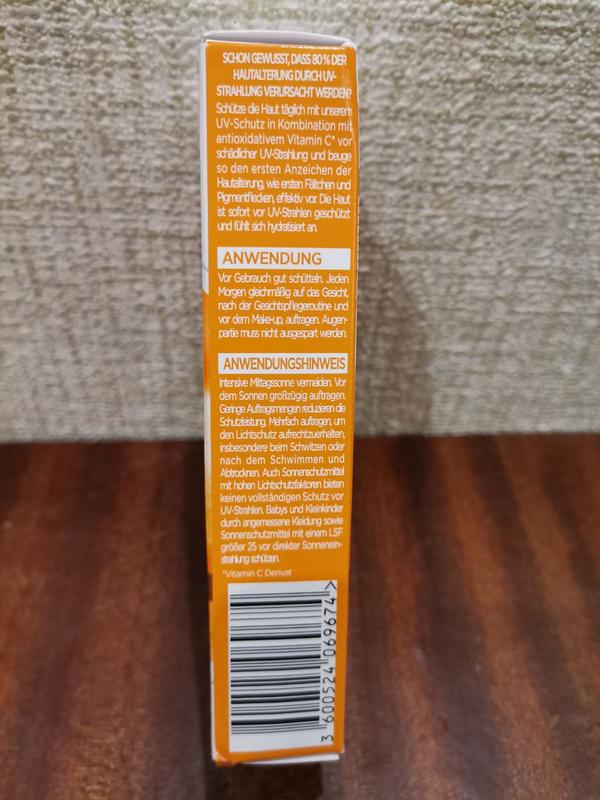 SCHON GEWUSST, DASS 80 % DER
HAUTALTERUNG DURCH UV-
STRAHLUNG VERURSACHT WERDEN?
Schütze die Haut täglich mit unserem
UV-Schutz in Kombination mit
antioxidativem Vitamin C* vor
schädlicher UV-Strahlung und beuge
so den ersten Anzeichen der
Hautalterung, wie ersten Fältchen und
Pigmentflecken, effektiv vor. Die Haut
ist sofort vor UV-Strahlen geschützt
und fühlt sich hydratisiert an.
ANWENDUNG
Vor Gebrauch gut schütteln. Jeden
Morgen gleichmäßig auf das Gesicht,
nach der Gesichtspflegeroutine und
vor dem Make-up, auftragen. Augen-
partie muss nicht ausgespart werden.
ANWENDUNGSHINWEIS
Intensive Mittagssonne vermeiden. Vor
dem Sonnen großzügig auftragen.
Geringe Auftragsmengen reduzieren die
Schutzleistung. Mehrfach auftragen, um
den Lichtschutz aufrechtzuerhalten,
insbesondere beim Schwitzen oder
nach dem Schwimmen und
Abtrocknen. Auch Sonnenschutzmittel
mit hohen Lichtschutzfaktoren bieten
keinen vollständigen Schutz vor
UV-Strahlen. Babys und Kleinkinder
durch angemessene Kleidung sowie
Sonnenschutzmittel mit einem LSF
größer 25 vor direkter Sonnenein-
strahlung schützen.
*Vitamin C Derivat
3 600524 069674 >